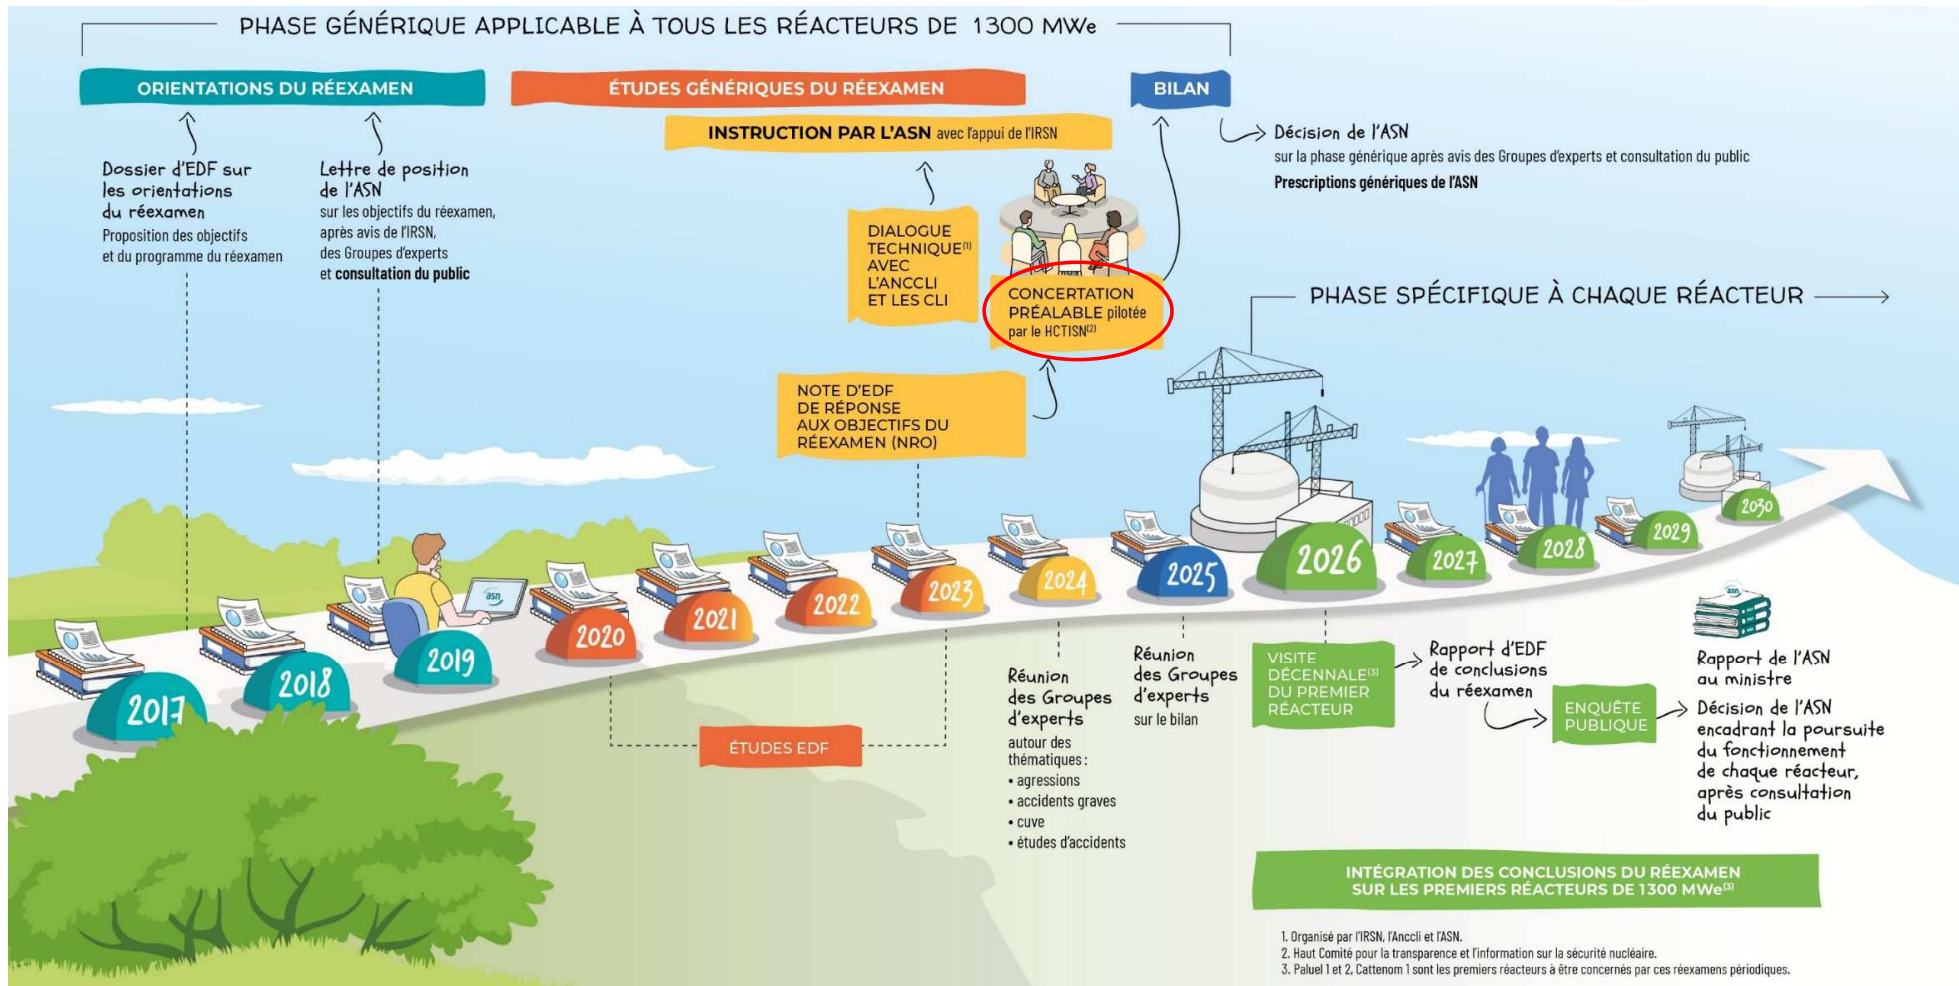 PHASE GÉNÉRIQUE APPLICABLE À TOUS LES RÉACTEURS DE 1300 MWe
ORIENTATIONS DU RÉEXAMEN
ÉTUDES GÉNÉRIQUES DU RÉEXAMEN
BILAN
INSTRUCTION PAR L'ASN avec l'appui de l'IRSN
Dossier d'EDF sur
les orientations
du réexamen
Proposition des objectifs
et du programme du réexamen
Lettre de position
de l'ASN
sur les objectifs du réexamen,
après avis de l'IRSN,
des Groupes d'experts
et consultation du public
DIALOGUE
TECHNIQUE(1)
AVEC
L'ANCCLI
ET LES CLI
CONCERTATION
PRÉALABLE pilotée
par le HCTISN(2)
Décision de l'ASN
sur la phase générique après avis des Groupes d'experts et consultation du public
Prescriptions génériques de l'ASN
NOTE D'EDF
DE RÉPONSE
AUX OBJECTIFS DU
RÉEXAMEN (NRO)
PHASE SPÉCIFIQUE À CHAQUE RÉACTEUR
asn
2017
2018
2019
2020
2021
2022
2023
2024
2025
2026
2027
2028
2029
2030
ÉTUDES EDF
Réunion
des Groupes
d'experts
autour des
thématiques :
• agressions
• accidents graves
• cuve
• études d'accidents
Réunion
des Groupes
d'experts
sur le bilan
VISITE
DÉCENNALE(3)
DU PREMIER
RÉACTEUR
Rapport d'EDF
de conclusions
du réexamen
ENQUÊTE
PUBLIQUE
asn
Rapport de l'ASN
au ministre
Décision de l'ASN
encadrant la poursuite
du fonctionnement
de chaque réacteur,
après consultation
du public
INTÉGRATION DES CONCLUSIONS DU RÉEXAMEN
SUR LES PREMIERS RÉACTEURS DE 1300 MWe(3)
1. Organisé par l'IRSN, l'Anccli et l'ASN.
2. Haut Comité pour la transparence et l'information sur la sécurité nucléaire.
3. Paluel 1 et 2, Cattenom 1 sont les premiers réacteurs à être concernés par ces réexamens périodiques.